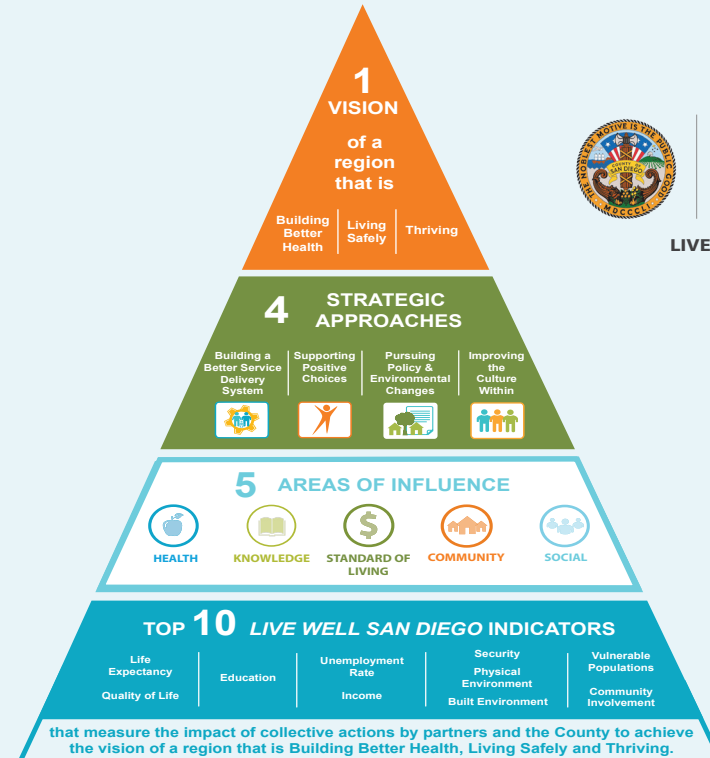 1
VISION
of a
region
that is
Building
Better
Health
Living
Safely
Thriving
THE NOBLEST MOTIVE IS THE PUBLIC GOOD
COUNTY OF
SAN DIEGO
MDCCCLI
LIVE
4 STRATEGIC
APPROACHES
Building a
Better Service
Delivery
System
Supporting
Positive
Choices
Pursuing
Policy &
Environmental
Changes
Improving
the
Culture
Within
5 AREAS OF INFLUENCE
$
HEALTH
KNOWLEDGE
STANDARD OF
LIVING
COMMUNITY
SOCIAL
TOP 10 LIVE WELL SAN DIEGO INDICATORS
Life
Expectancy
Quality of Life
Education
Unemployment
Rate
Income
Security
Physical
Environment
Built Environment
Vulnerable
Populations
Community
Involvement
that measure the impact of collective actions by partners and the County to achieve
the vision of a region that is Building Better Health, Living Safely and Thriving.